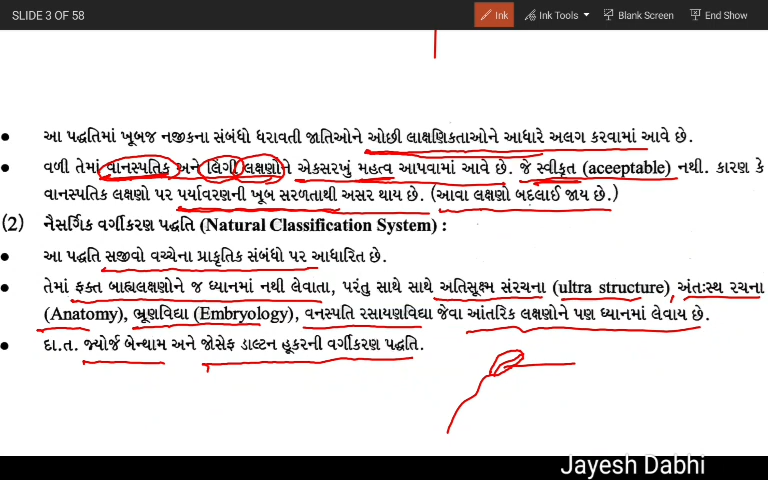 SLIDE 3 OF 58
Ink Ink Tools Blank Screen End Show
આ પદ્ધતિમાં ખૂબજ નજીકના સંબંધો ધરાવતી જાતિઓને ઓછી લાક્ષણિકતાઓને આધારે અલગ કરવામાં આવે છે.
વળી તેમાં વાનસ્પતિક અને લિંગી લક્ષણોને એકસરખું મહત્વ આપવામાં આવે છે. જે સ્વીકૃત (aceeptable) નથી. કારણ કે
વાનસ્પતિક લક્ષણો પર પર્યાવરણની ખૂબ સરળતાથી અસર થાય છે. (આવા લક્ષણો બદલાઈ જાય છે.)
(2) નૈસર્ગિક વર્ગીકરણ પદ્ધતિ (Natural Classification System) :
આ પદ્ધતિ સજીવો વચ્ચેના પ્રાકૃતિક સંબંધો પર આધારિત છે.
તેમાં ફક્ત બાહ્યલક્ષણોને જ ધ્યાનમાં નથી લેવાતા, પરંતુ સાથે સાથે અતિસૂક્ષ્મ સંરચના (ultra structure), અંતઃસ્થ રચના
(Anatomy), ભ્રૂણવિદ્યા (Embryology), વનસ્પતિ રસાયણવિદ્યા જેવા આંતરિક લક્ષણોને પણ ધ્યાનમાં લેવાય છે.
દા.ત. જ્યોર્જ બેન્થામ અને જોસેફ ડાલ્ટન હૂકરની વર્ગીકરણ પદ્ધતિ.
Jayesh Dabhi